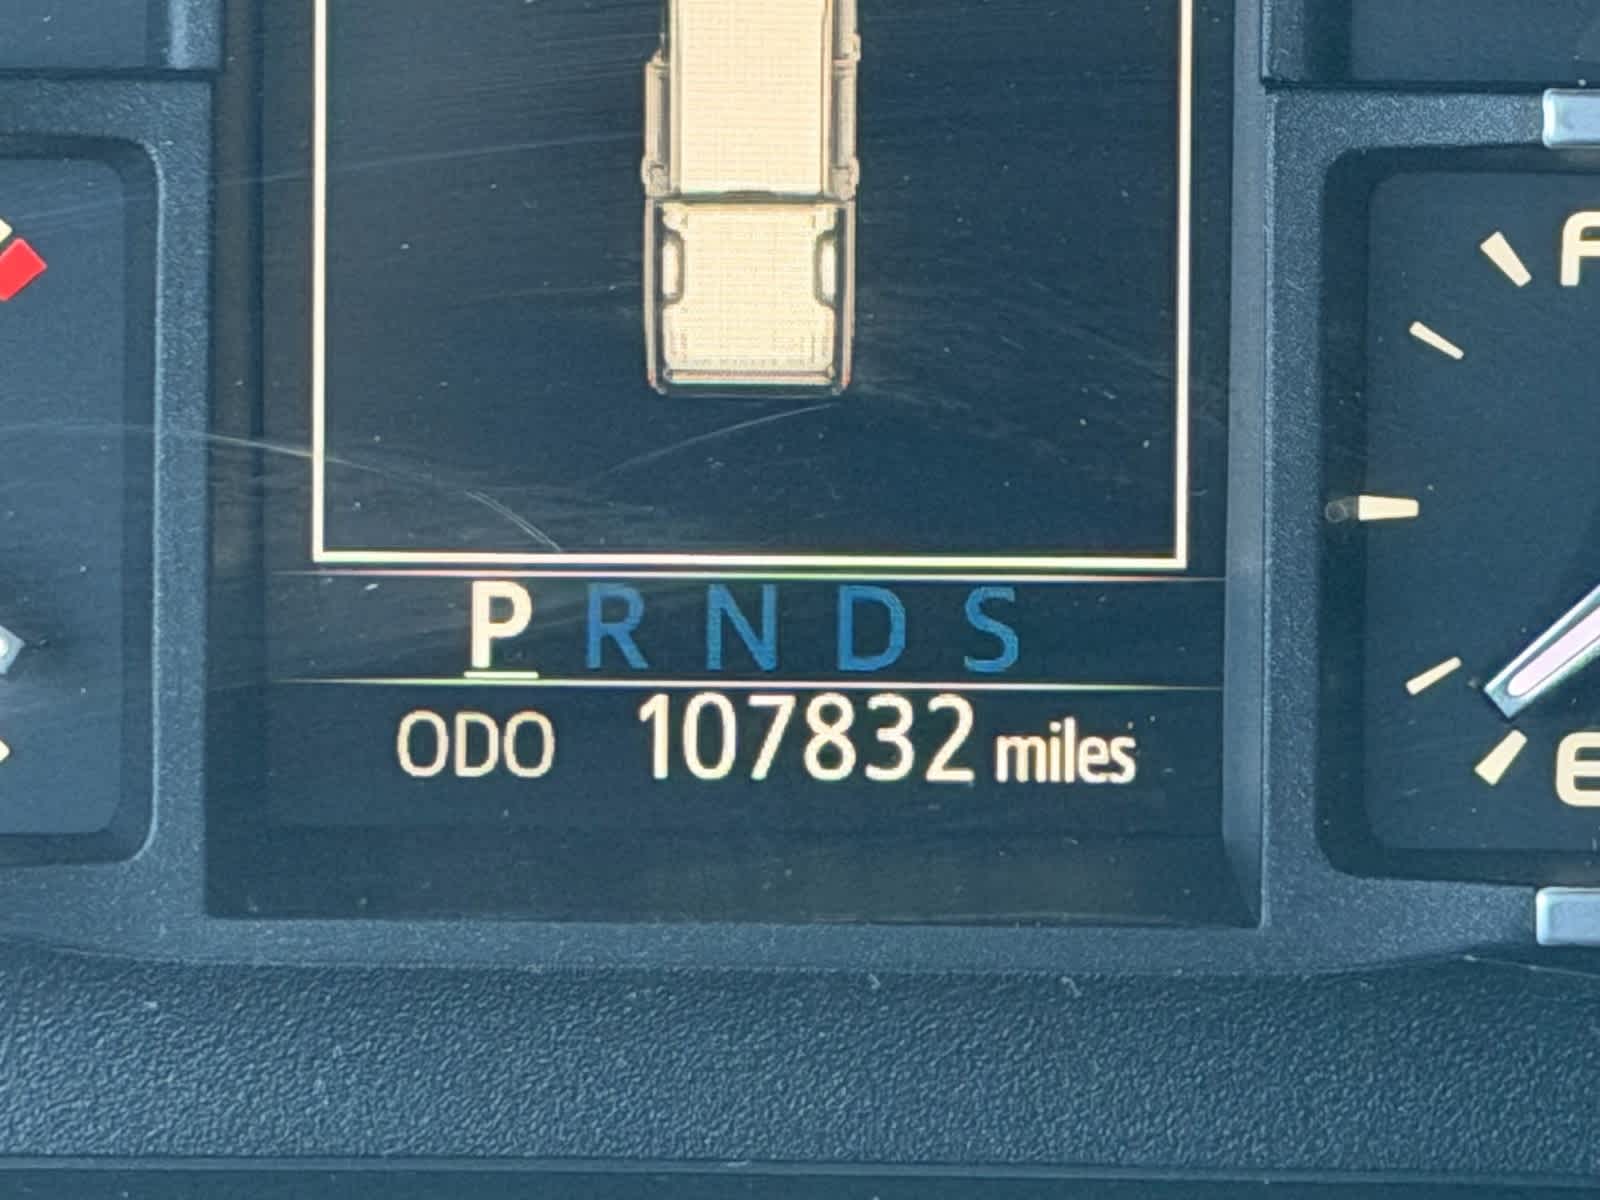 F
P R N D S
ODO 107832 miles
E